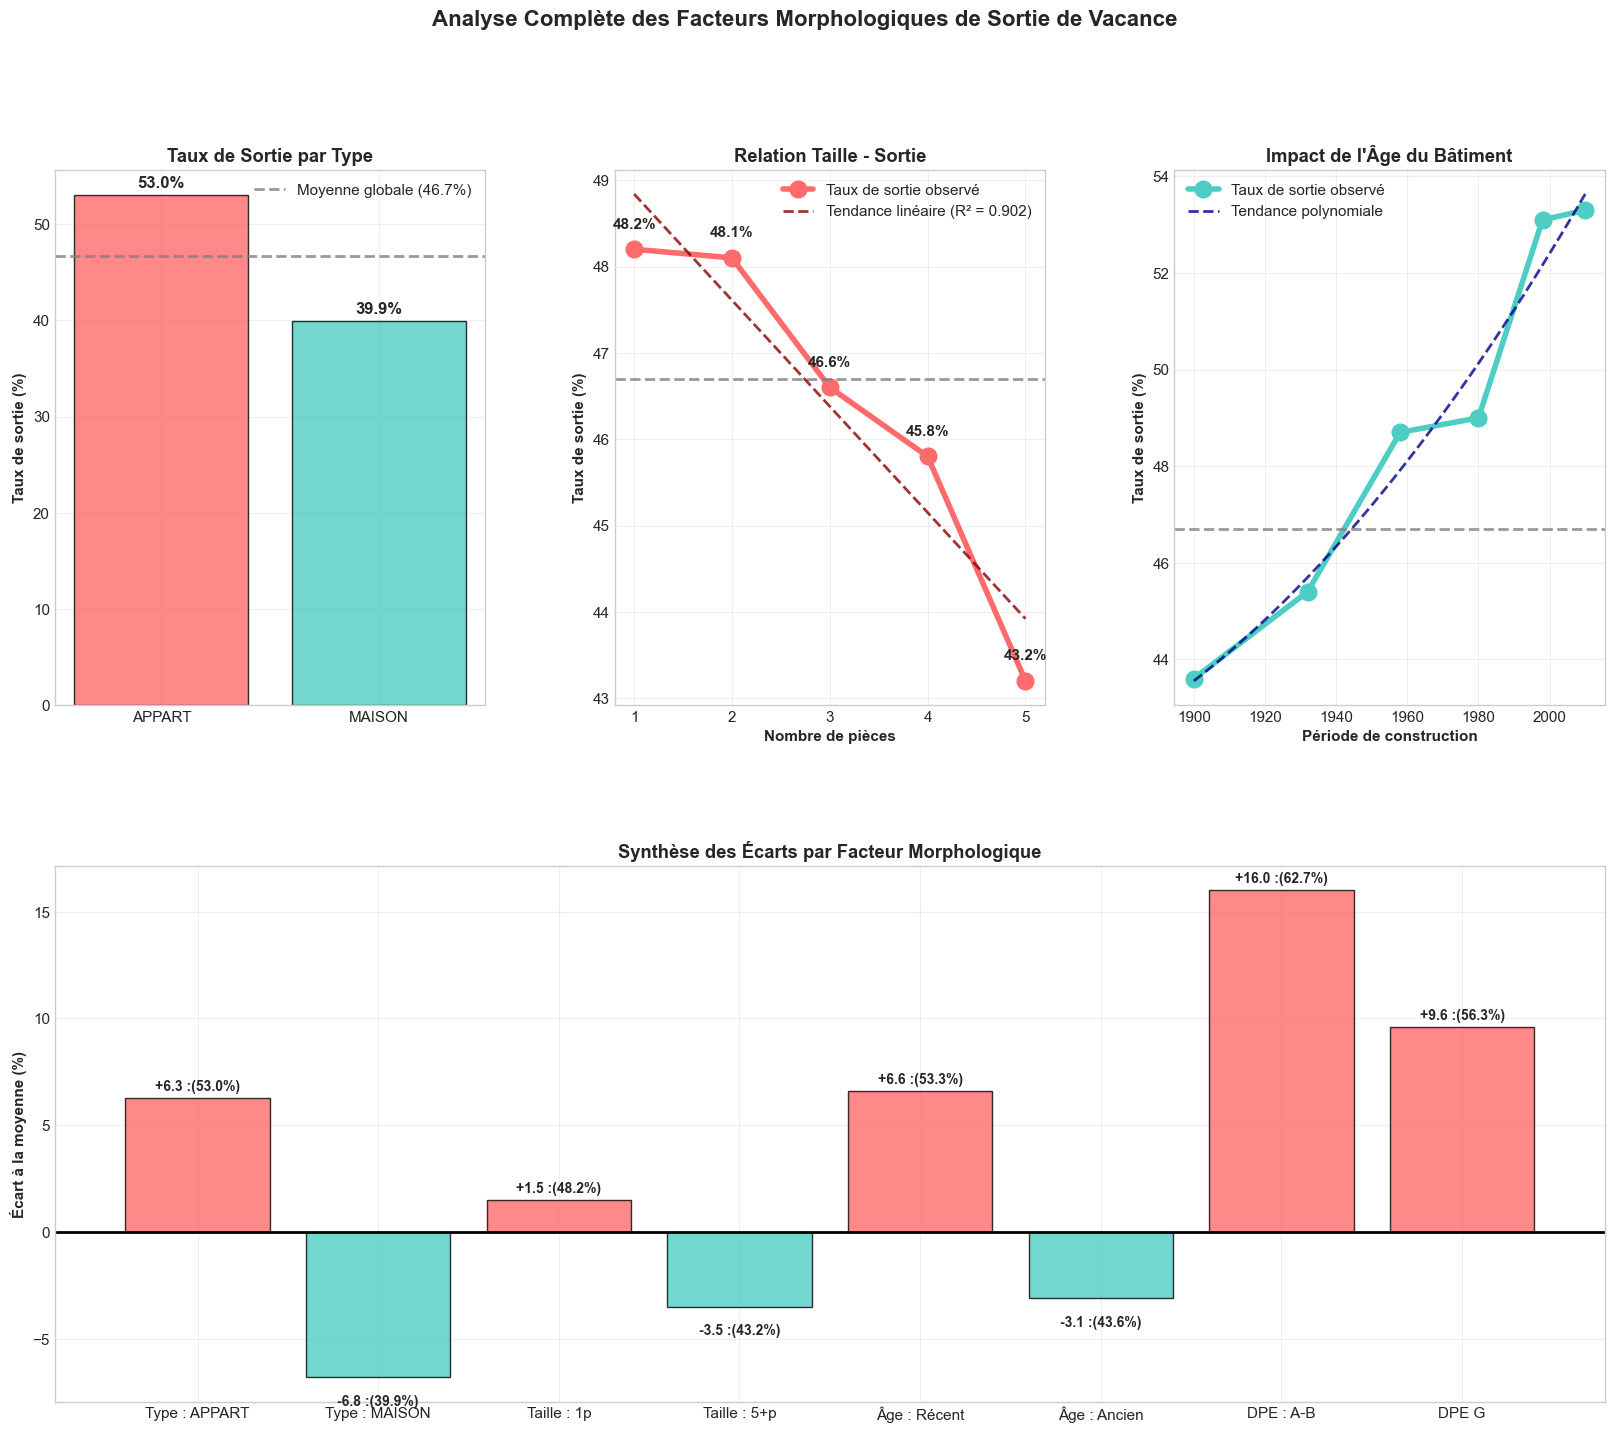 Analyse Complète des Facteurs Morphologiques de Sortie de Vacance
Taux de Sortie par Type
53.0%
Moyenne globale (46.7%)
39.9%
Taux de sortie (%)
50
40
30
20
10
0
APPART
MAISON
Relation Taille - Sortie
Taux de sortie observé
Tendance linéaire (R² = 0.902)
48.2%
48.1%
46.6%
45.8%
43.2%
Taux de sortie (%)
49
48
47
46
45
44
43
1
2
3
4
5
Nombre de pièces
Impact de l'Âge du Bâtiment
Taux de sortie observé
Tendance polynomiale
Taux de sortie (%)
54
52
50
48
46
44
1900
1920
1940
1960
1980
2000
Période de construction
Synthèse des Écarts par Facteur Morphologique
Écart à la moyenne (%)
15
10
5
0
−5
+6.3 :(53.0%)
-6.8 :(39.9%)
+1.5 :(48.2%)
-3.5 :(43.2%)
+6.6 :(53.3%)
-3.1 :(43.6%)
+16.0 :(62.7%)
+9.6 :(56.3%)
Type : APPART
Type : MAISON
Taille : 1p
Taille : 5+p
Âge : Récent
Âge : Ancien
DPE : A-B
DPE G